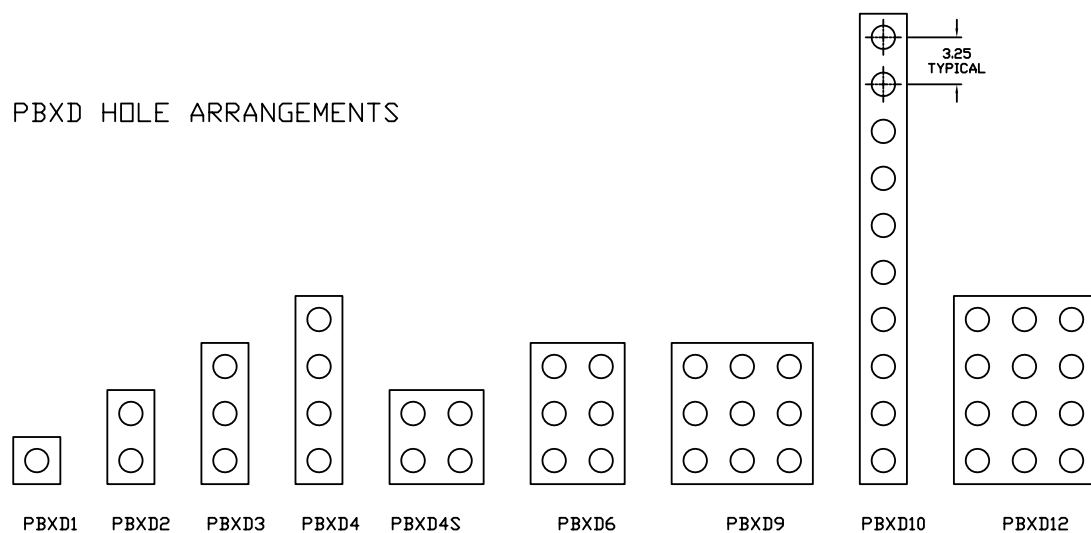 3.25
TYPICAL
PBXD HOLE ARRANGEMENTS
PBXD1 PBXD2 PBXD3 PBXD4 PBXD4S PBXD6 PBXD9 PBXD10 PBXD12